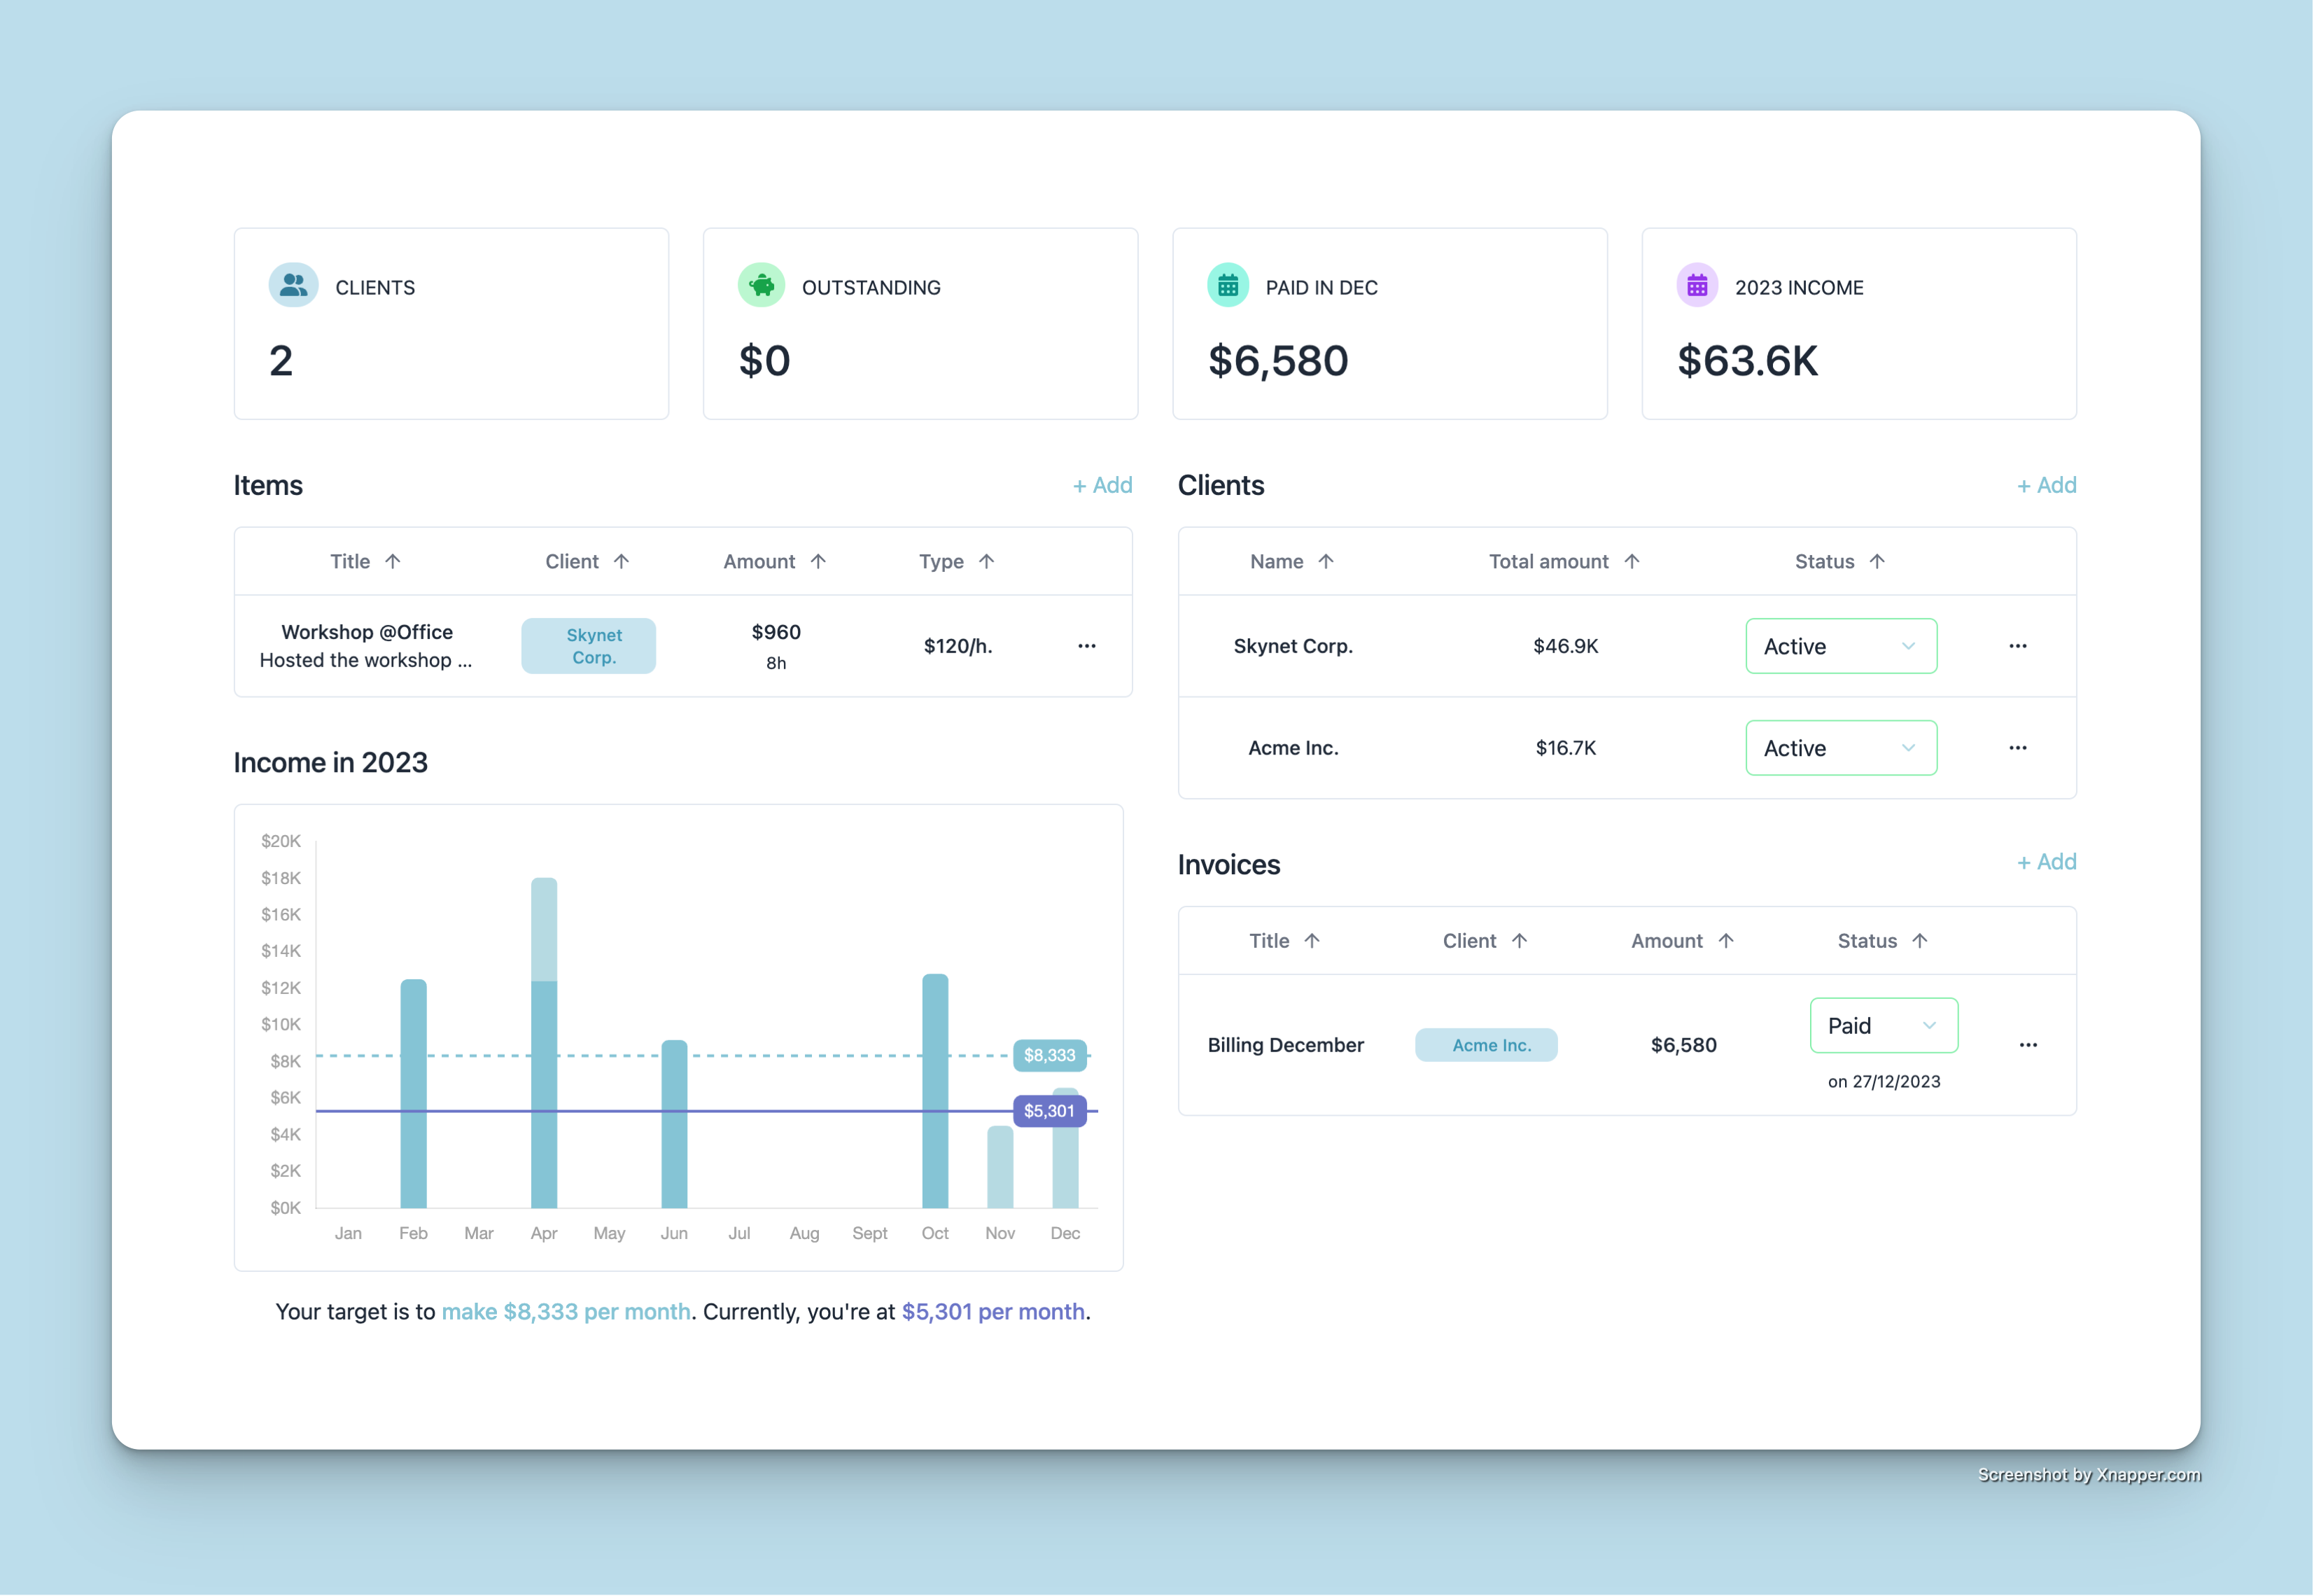 CLIENTS
2
OUTSTANDING
$0
PAID IN DEC
$6,580
2023 INCOME
$63.6K
Items
+ Add
Title Client Amount Type
Workshop @Office
Hosted the workshop ...
Skynet
Corp.
$960
8h
$120/h.
Income in 2023
$20K
$18K
$16K
$14K
$12K
$10K
$8K
$6K
$4K
$2K
$0K
$8,333
$5,301
Jan Feb Mar Apr May Jun Jul Aug Sept Oct Nov Dec
Your target is to make $8,333 per month. Currently, you're at $5,301 per month.
Clients
+ Add
Name Total amount Status
Skynet Corp. $46.9K Active
Acme Inc. $16.7K Active
Invoices
+ Add
Title Client Amount Status
Billing December Acme Inc. $6,580 Paid
on 27/12/2023
Screenshot by Xnapper.com